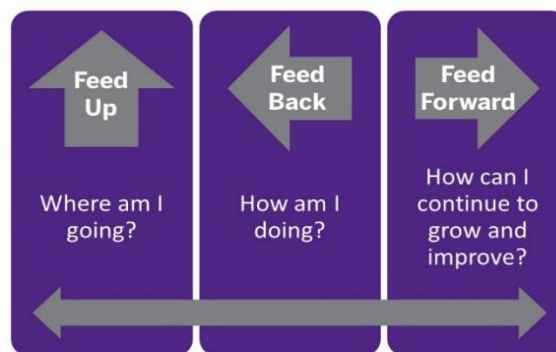 Feed
Up
Where am I
going?
Feed
Back
How am I
doing?
Feed
Forward
How can I
continue to
grow and
improve?